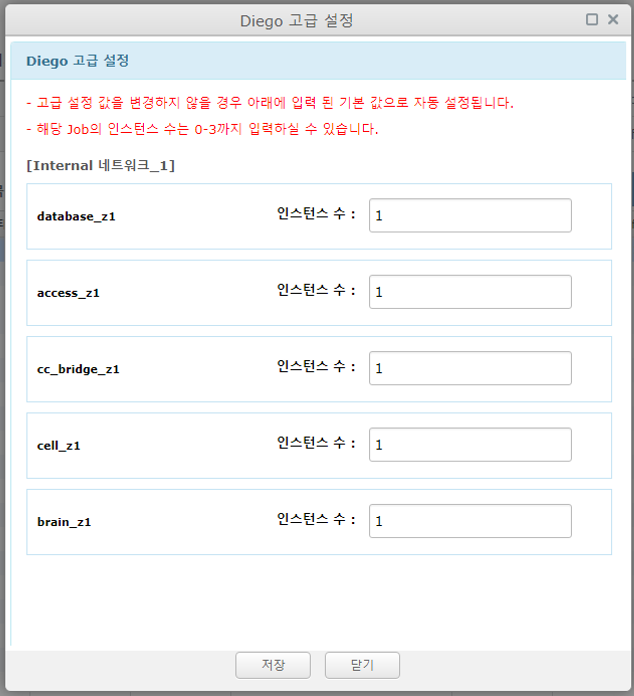 Diego 고급 설정
Diego 고급 설정
- 고급 설정 값을 변경하지 않을 경우 아래에 입력 된 기본 값으로 자동 설정됩니다.
- 해당 Job의 인스턴스 수는 0-3까지 입력하실 수 있습니다.
[Internal 네트워크_1]
database_z1 인스턴스 수 : 1
access_z1 인스턴스 수 : 1
cc_bridge_z1 인스턴스 수 : 1
cell_z1 인스턴스 수 : 1
brain_z1 인스턴스 수 : 1
저장 닫기